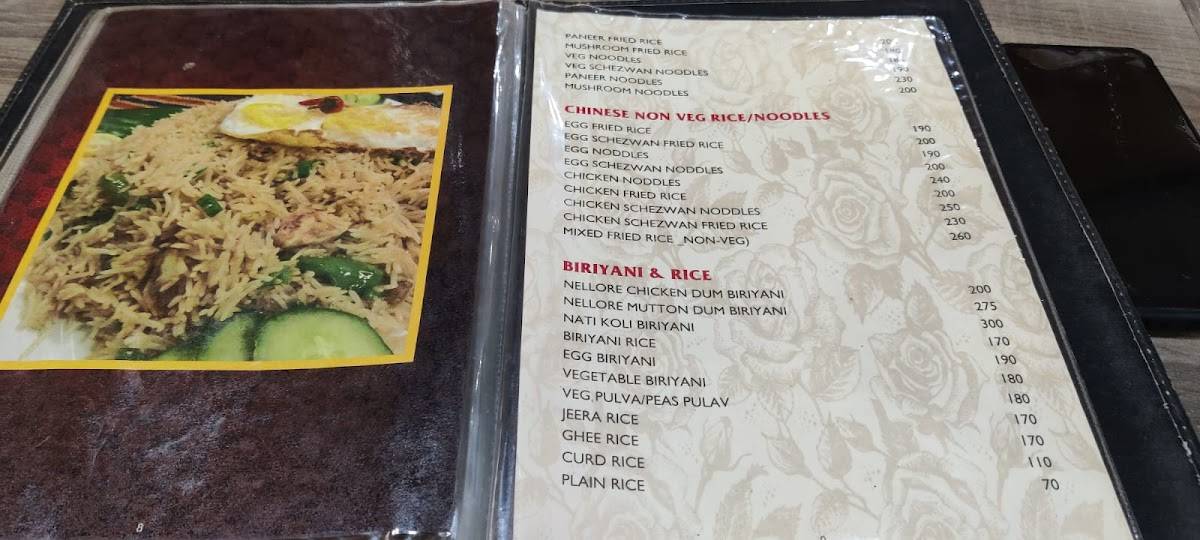 PANEER FRIED RICE
MUSHROOM FRIED RICE 180
VEG NOODLES
VEG SCHEZWAN NOODLES 190
PANEER NOODLES 230
MUSHROOM NOODLES 200
CHINESE NON VEG RICE/NOODLES
EGG FRIED RICE 190
EGG SCHEZWAN FRIED RICE 200
EGG NODDLES 190
EGG SCHEZWAN NODDLES 200
CHICKEN NODDLES 240
CHICKEN FRIED RICE 200
CHICKEN SCHEZWAN NODDLES 250
CHICKEN SCHEZWAN FRIED RICE 230
MIXED FRIED RICE NON-VEG) 260
BIRIYANI & RICE
NELLORE CHICKEN DUM BIRIYANI 200
NELLORE MUTTON DUM BIRIYANI 275
NATI KOLI BIRIYANI 300
BIRIYANI RICE 170
EGG BIRIYANI 190
VEGETABLE BIRIYANI 180
VEG PULVA/PEAS PULAV 180
JEERA RICE 170
GHEE RICE 170
CURD RICE 110
PLAIN RICE 70
8